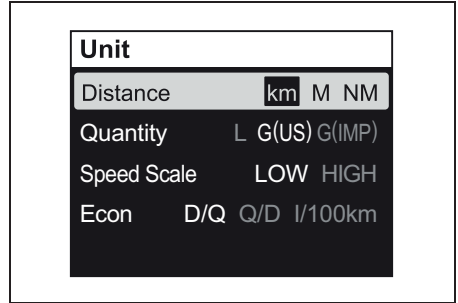 Unit
Distance km M NM
Quantity L G(US) G(IMP)
Speed Scale LOW HIGH
Econ D/Q Q/D l/100km